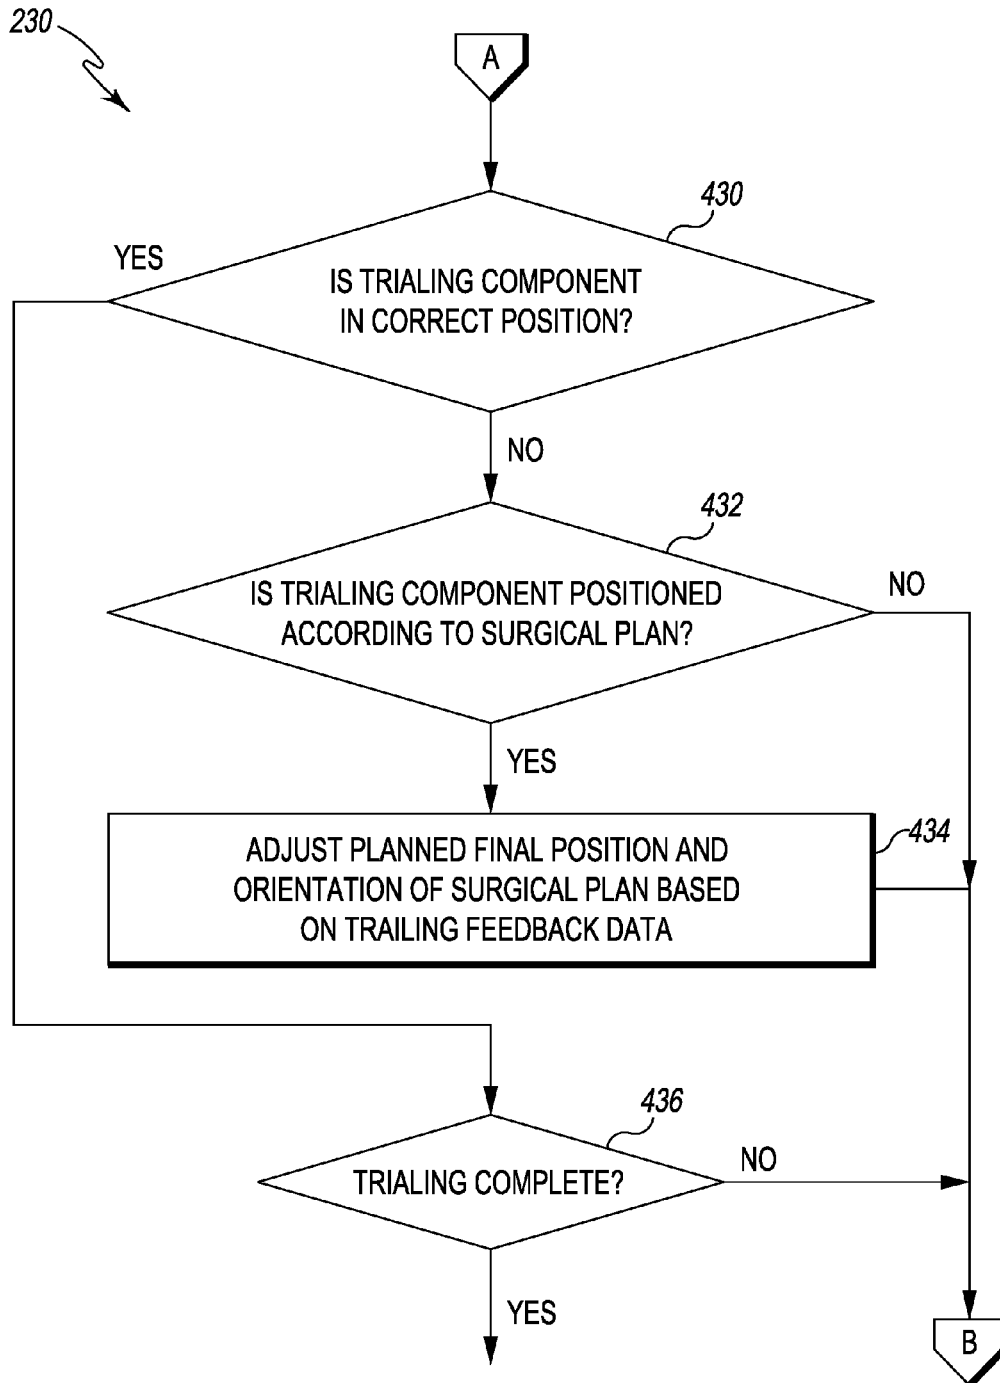 230
A
430
YES
IS TRIALING COMPONENT
IN CORRECT POSITION?
NO
432
IS TRIALING COMPONENT POSITIONED
ACCORDING TO SURGICAL PLAN?
NO
YES
434
ADJUST PLANNED FINAL POSITION AND
ORIENTATION OF SURGICAL PLAN BASED
ON TRAILING FEEDBACK DATA
436
TRIALING COMPLETE?
NO
YES
B